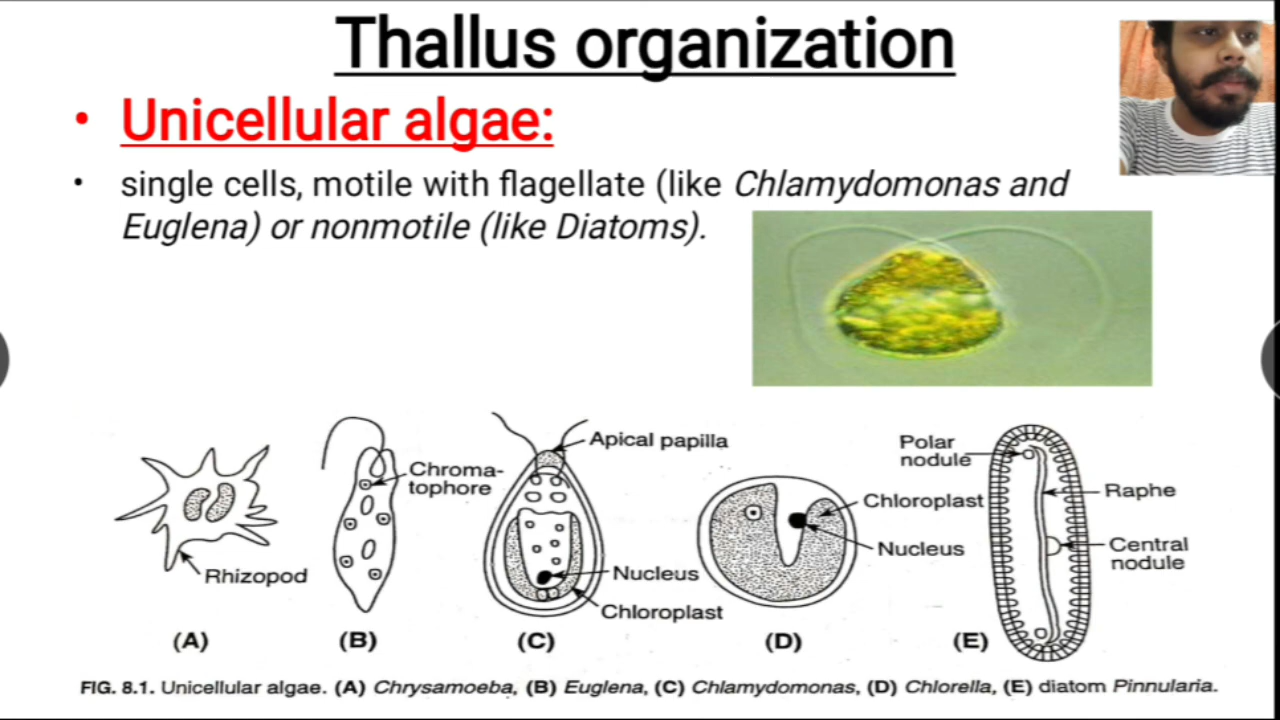 Thallus organization
• Unicellular algae:
• single cells, motile with flagellate (like Chlamydomonas and
Euglena) or nonmotile (like Diatoms).
Rhizopod
(A)
Chroma-
tophore
(B)
Apical papilla
Nucleus
Chloroplast
(C)
Chloroplast
Nucleus
(D)
Polar
nodule
Raphe
Central
nodule
(E)
FIG. 8.1. Unicellular algae. (A) Chrysamoeba, (B) Euglena, (C) Chlamydomonas, (D) Chlorella, (E) diatom Pinnularia.